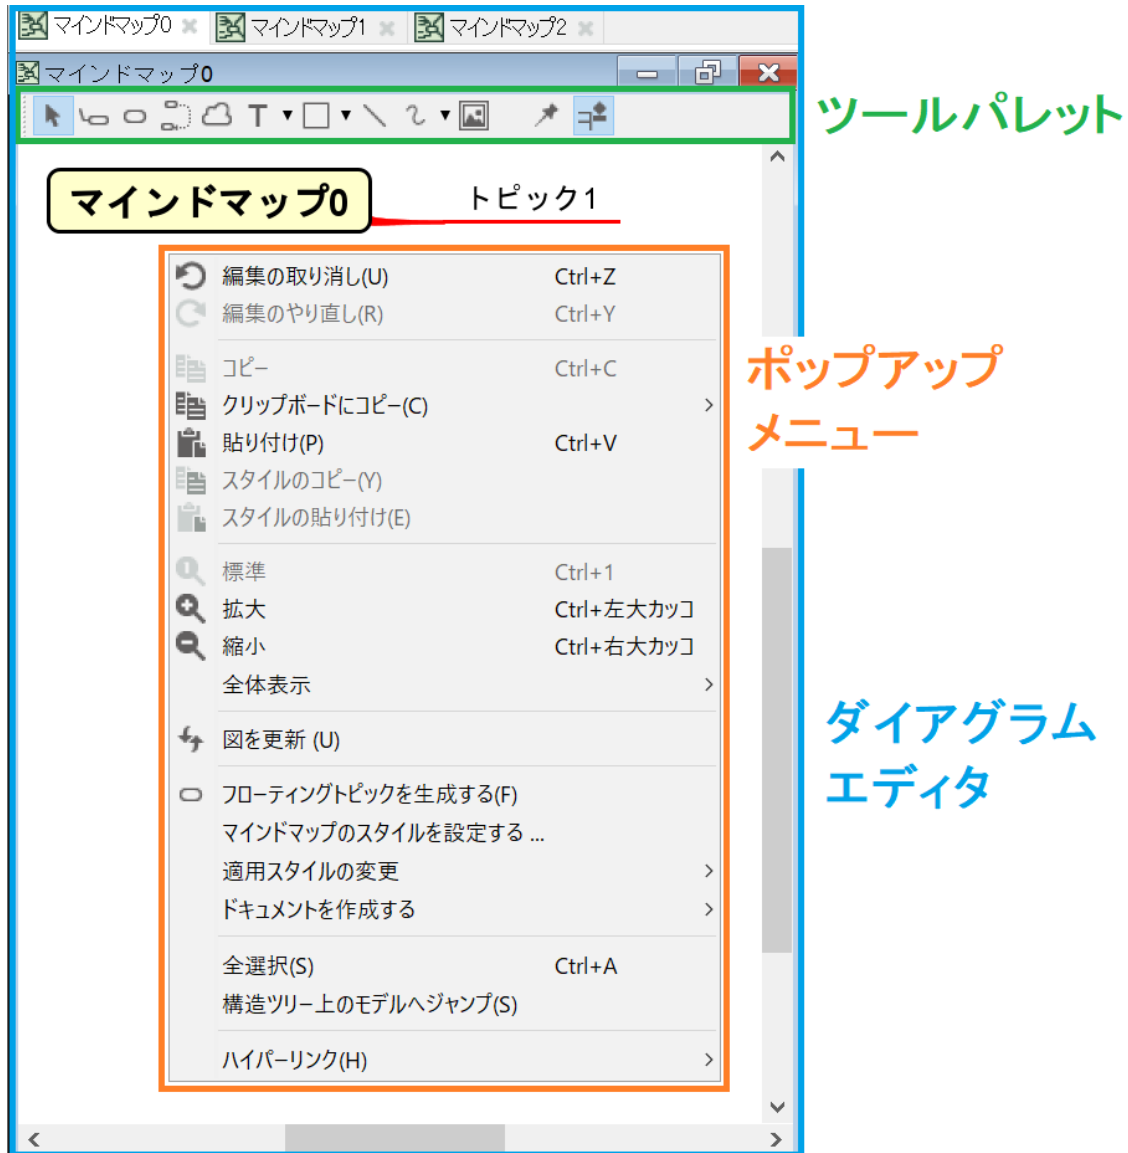 マインドマップ0
マインドマップ1
マインドマップ2
マインドマップ0
T
ツールパレット
マインドマップ0
トピック1
編集の取り消し(U) Ctrl+Z
編集のやり直し(R) Ctrl+Y
コピー Ctrl+C
クリップボードにコピー(C)
貼り付け(P) Ctrl+V
スタイルのコピー(Y)
スタイルの貼り付け(E)
標準 Ctrl+1
拡大 Ctrl+左大カッコ
縮小 Ctrl+右大カッコ
全体表示
図を更新 (U)
フローティングトピックを生成する(F)
マインドマップのスタイルを設定する ...
適用スタイルの変更
ドキュメントを作成する
全選択(S) Ctrl+A
構造ツリー上のモデルへジャンプ(S)
ハイパーリンク(H)
ポップアップ
メニュー
ダイアグラム
エディタ